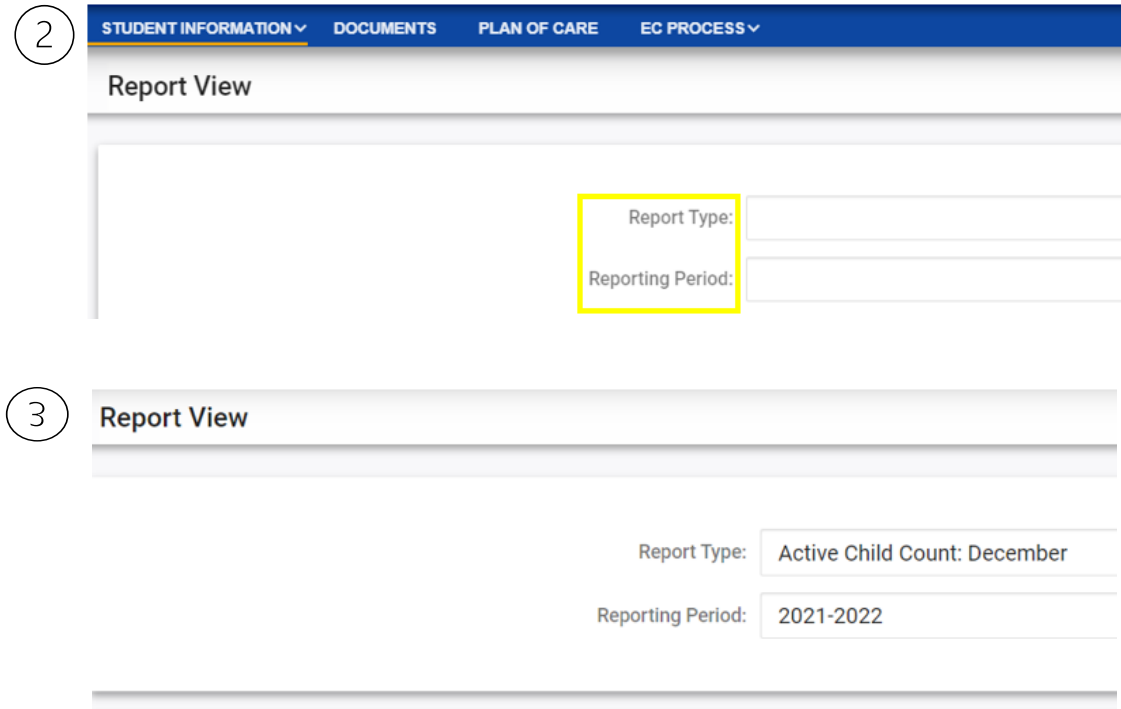 2
STUDENT INFORMATION DOCUMENTS PLAN OF CARE EC PROCESS
Report View
Report Type:
Reporting Period:
3
Report View
Report Type: Active Child Count: December
Reporting Period: 2021-2022